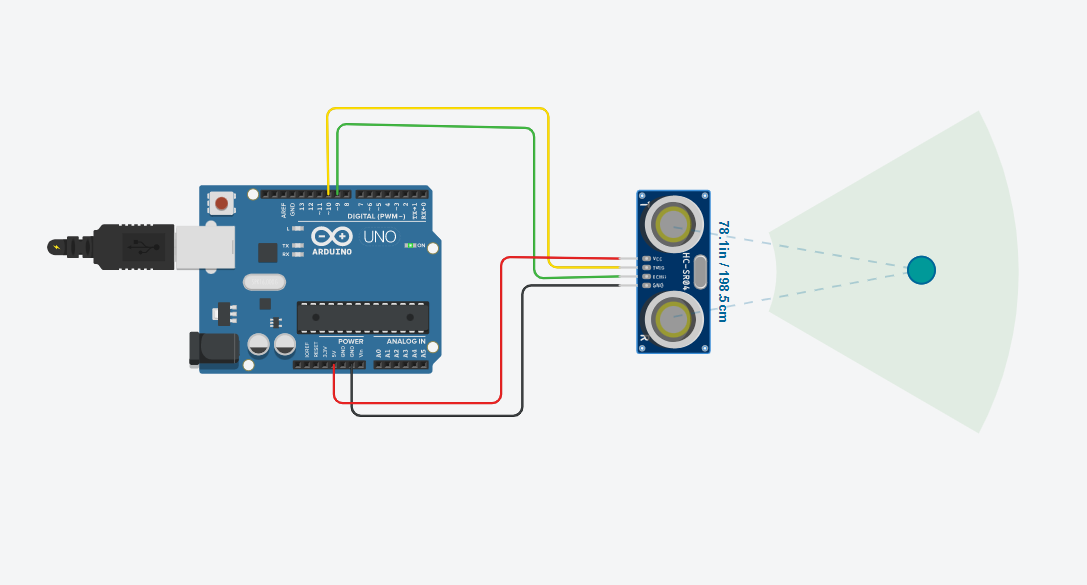 AREF
GND
13
12
~11
~10
~9
8
7
~6
~5
4
~3
2
TX→1
RX←0
DIGITAL (PWM~)
L
TX
RX
UNO
ARDUINO
ON
POWER
ANALOG IN
IOREF
RESET
3.3V
5V
GND
GND
Vin
A0
A1
A2
A3
A4
A5
T
VCC
TRIG
ECHO
GND
HC-SR04
R
78.1in / 198.5cm